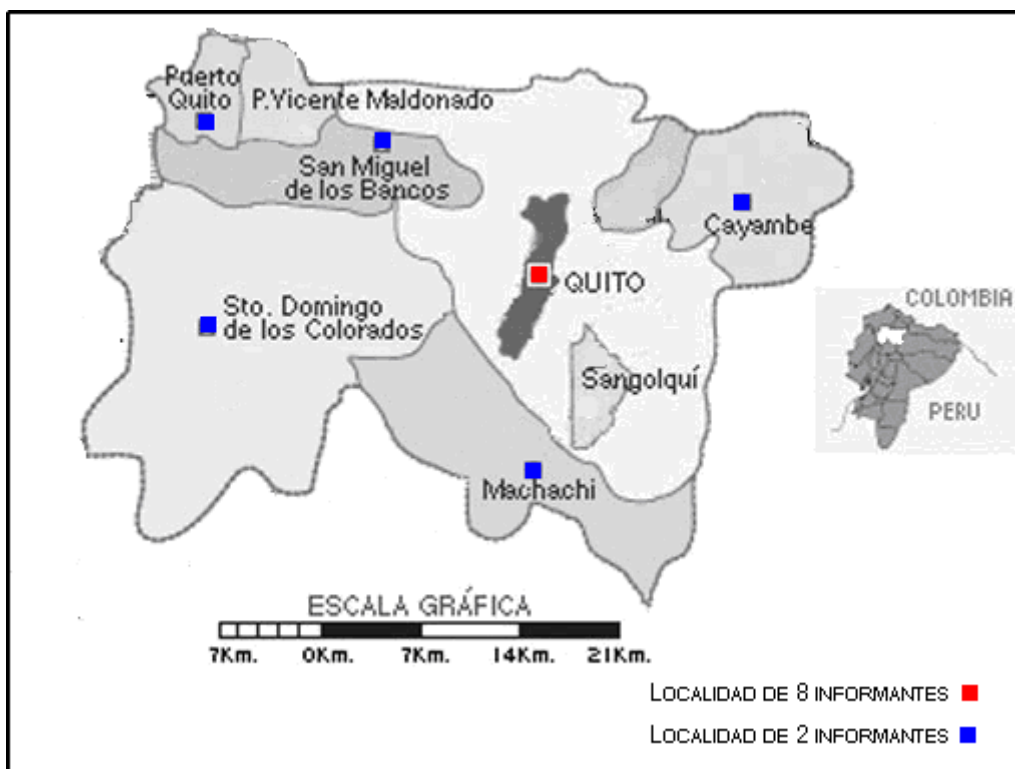 Puerto
Quito
P.Vicente Maldonado
San Miguel
de los Bancos
Cayambe
QUITO
Sto. Domingo
de los Colorados
Sangolquí
Machachi
COLOMBIA
PERU
ESCALA GRÁFICA
7Km. 0Km. 7Km. 14Km. 21Km.
LOCALIDAD DE 8 INFORMANTES
LOCALIDAD DE 2 INFORMANTES